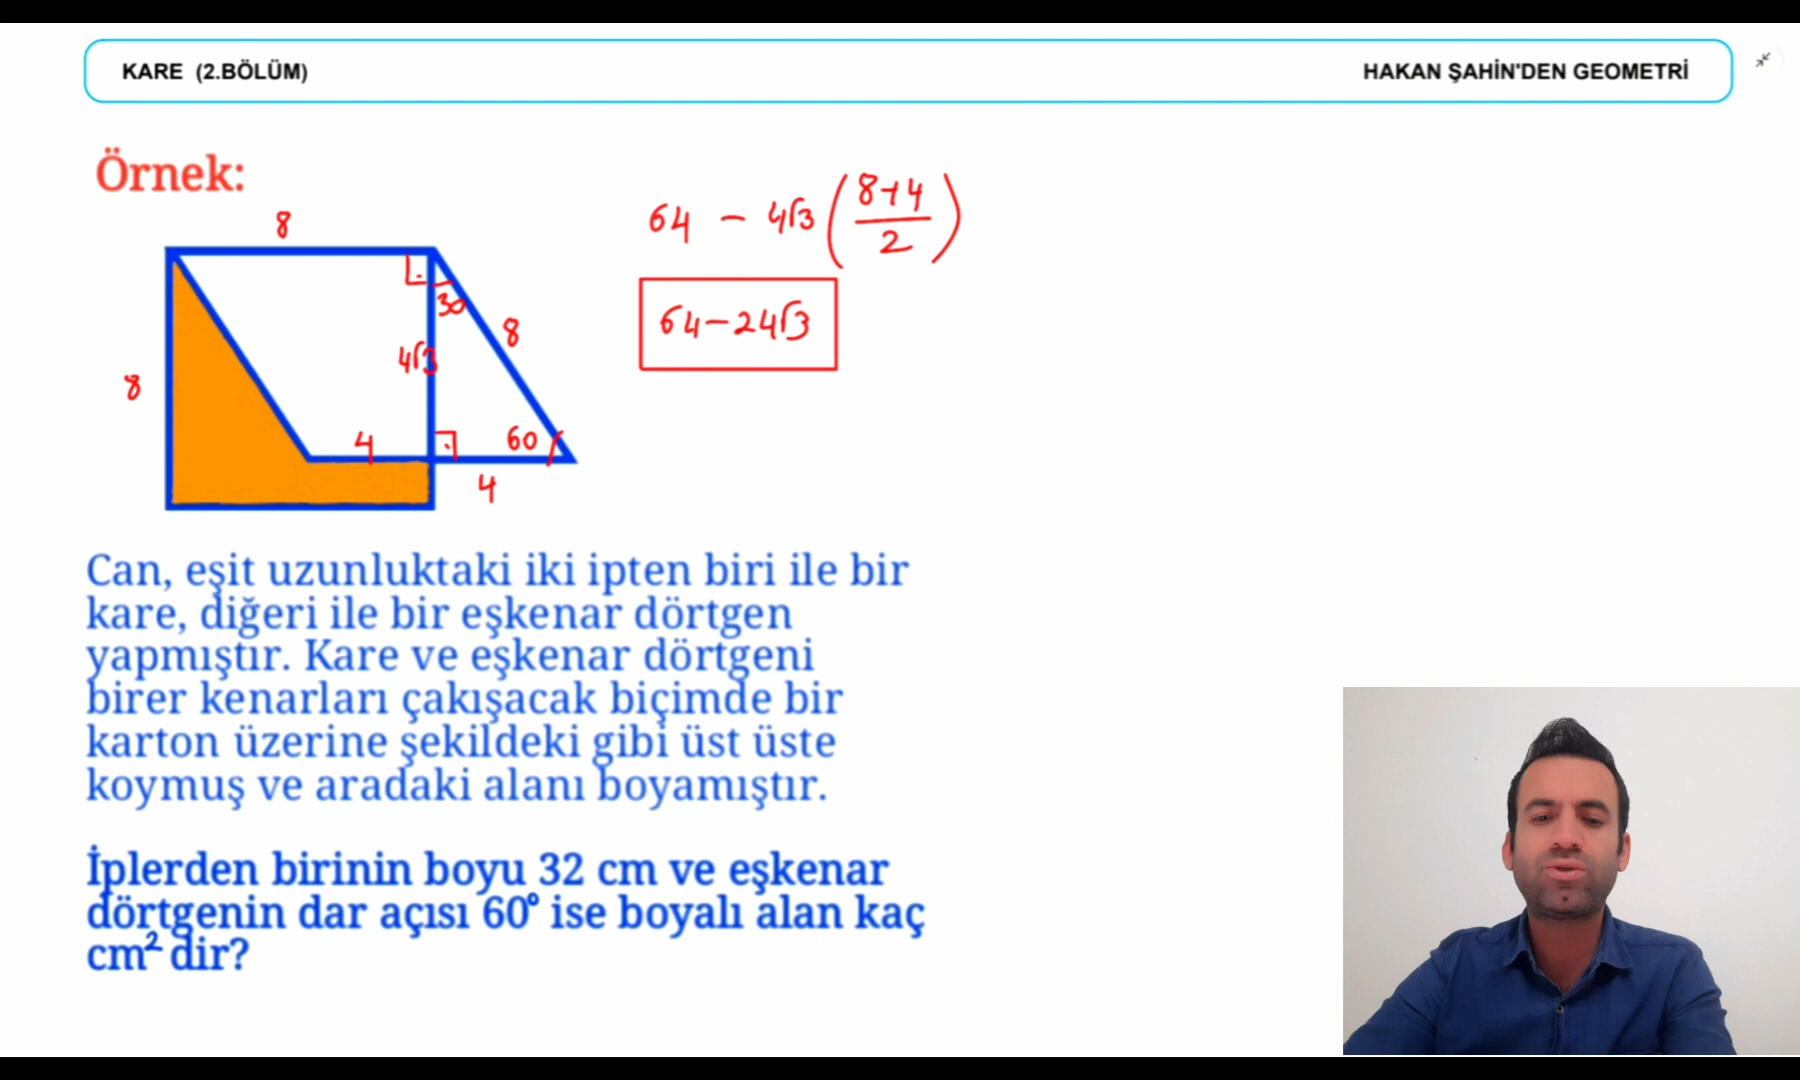 KARE (2.BÖLÜM)
HAKAN ŞAHİN'DEN GEOMETRİ
Örnek:
8
64 - 4√3 (8+4/2)
64-24√3
30
8
8
4√3
4
60
4
Can, eşit uzunluktaki iki ipten biri ile bir
kare, diğeri ile bir eşkenar dörtgen
yapmıştır. Kare ve eşkenar dörtgeni
birer kenarları çakışacak biçimde bir
karton üzerine şekildeki gibi üst üste
koymuş ve aradaki alanı boyamıştır.
İplerden birinin boyu 32 cm ve eşkenar
dörtgenin dar açısı 60° ise boyalı alan kaç
cm² dir?